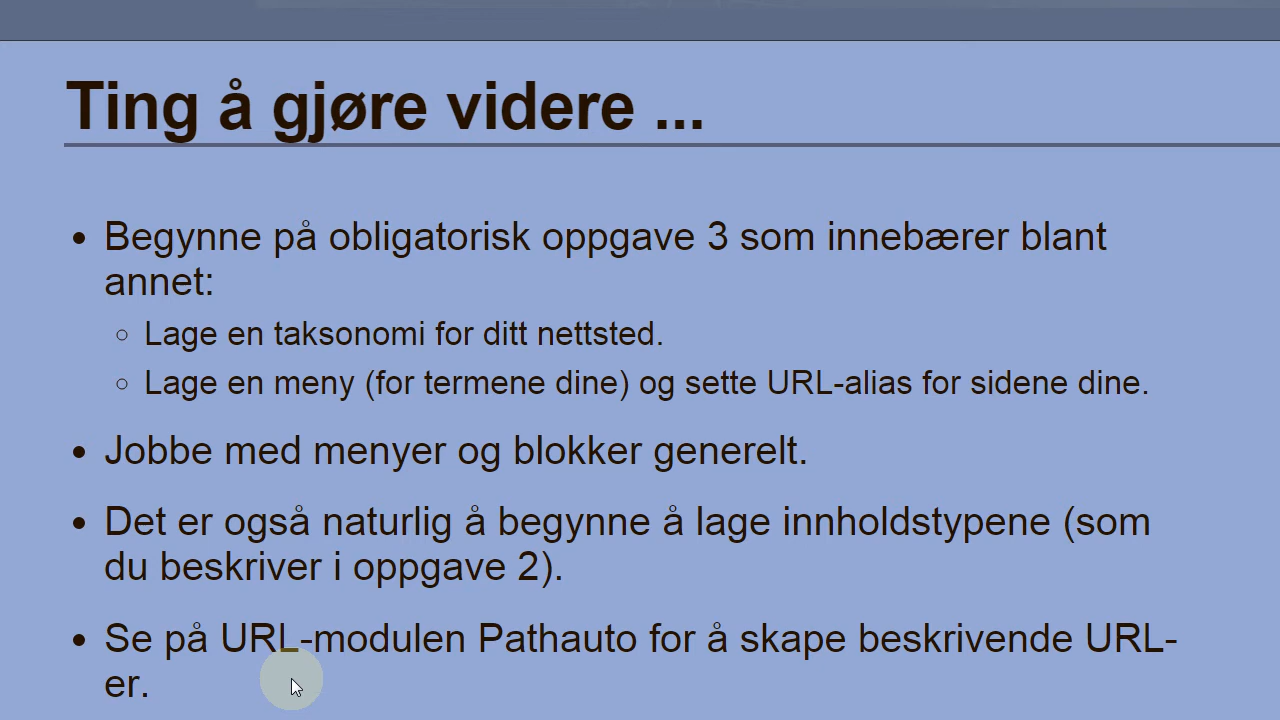 Ting å gjøre videre ...
• Begynne på obligatorisk oppgave 3 som innebærer blant
annet:
◦ Lage en taksonomi for ditt nettsted.
◦ Lage en meny (for termene dine) og sette URL-alias for sidene dine.
• Jobbe med menyer og blokker generelt.
• Det er også naturlig å begynne å lage innholdstypene (som
du beskriver i oppgave 2).
• Se på URL-modulen Pathauto for å skape beskrivende URL-
er.